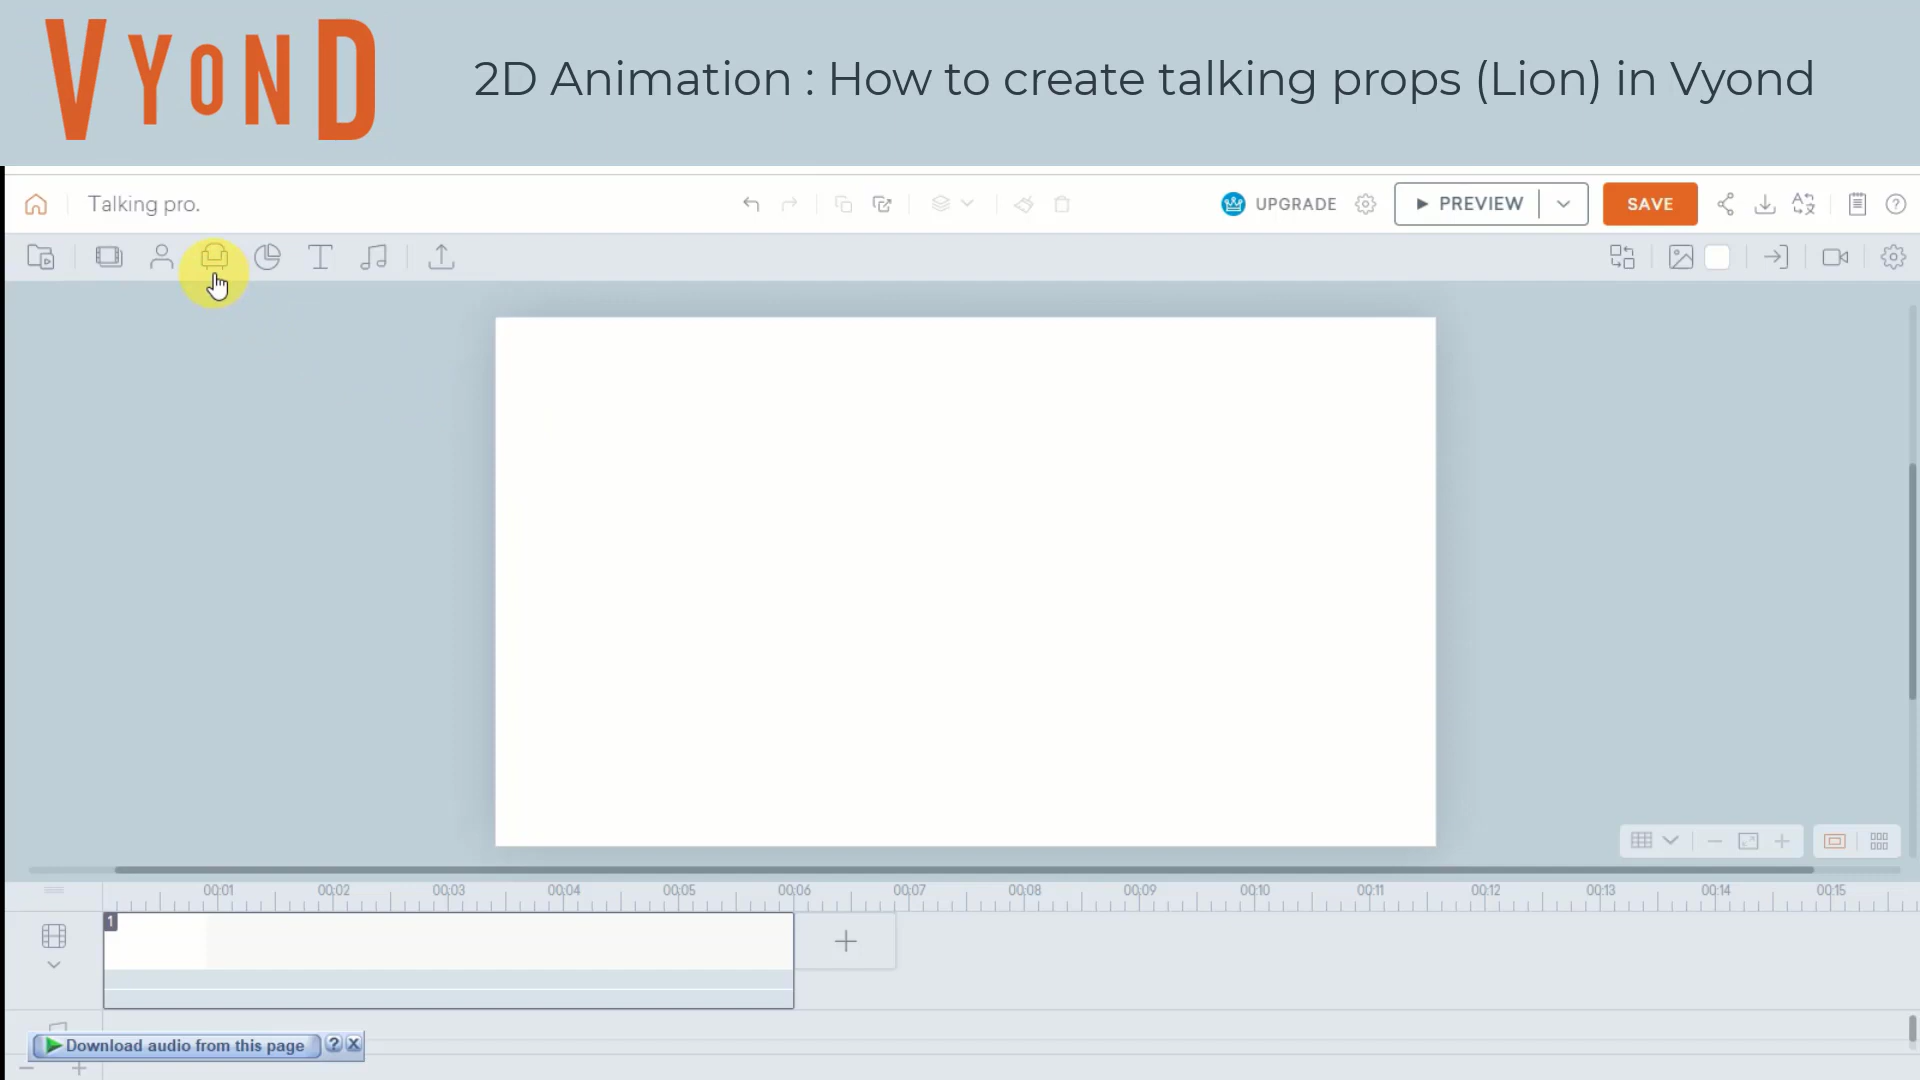 VYOND
2D Animation : How to create talking props (Lion) in Vyond
Talking pro.
UPGRADE
PREVIEW
SAVE
00:01 00:02 00:03 00:04 00:05 00:06 00:07 00:08 00:09 00:10 00:11 00:12 00:13 00:14 00:15
1
Download audio from this page